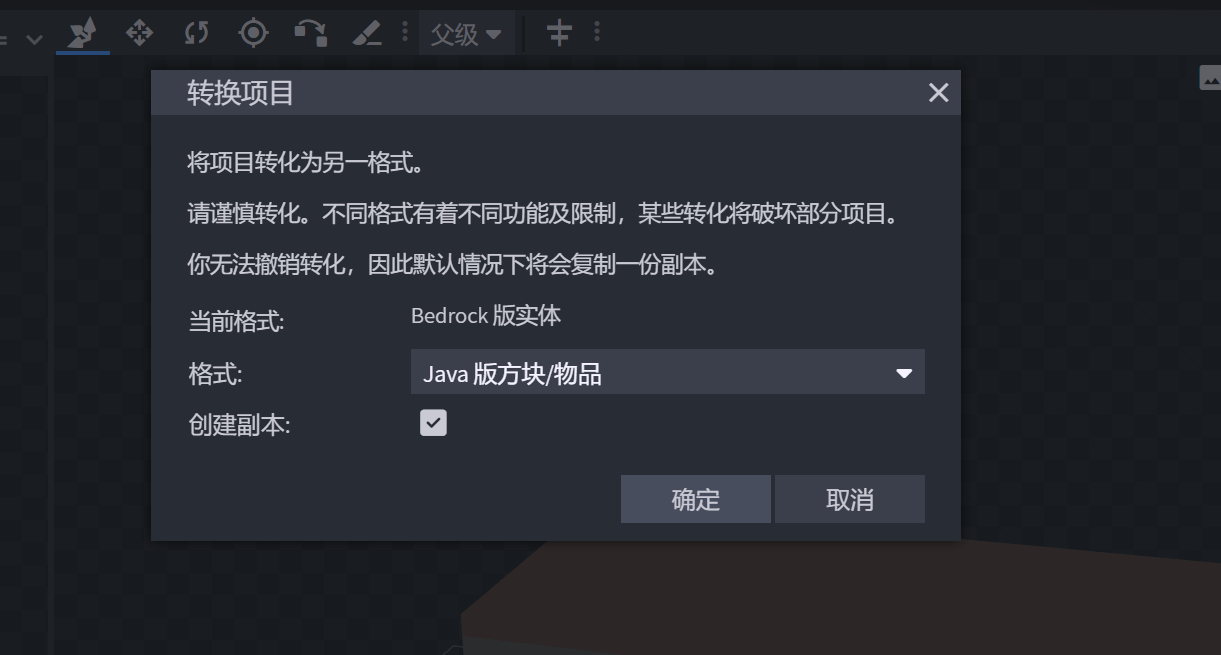 父级
转换项目
将项目转化为另一格式。
请谨慎转化。不同格式有着不同功能及限制，某些转化将破坏部分项目。
你无法撤销转化，因此默认情况下将会复制一份副本。
当前格式: Bedrock 版实体
格式: Java 版方块/物品
创建副本:
确定 取消